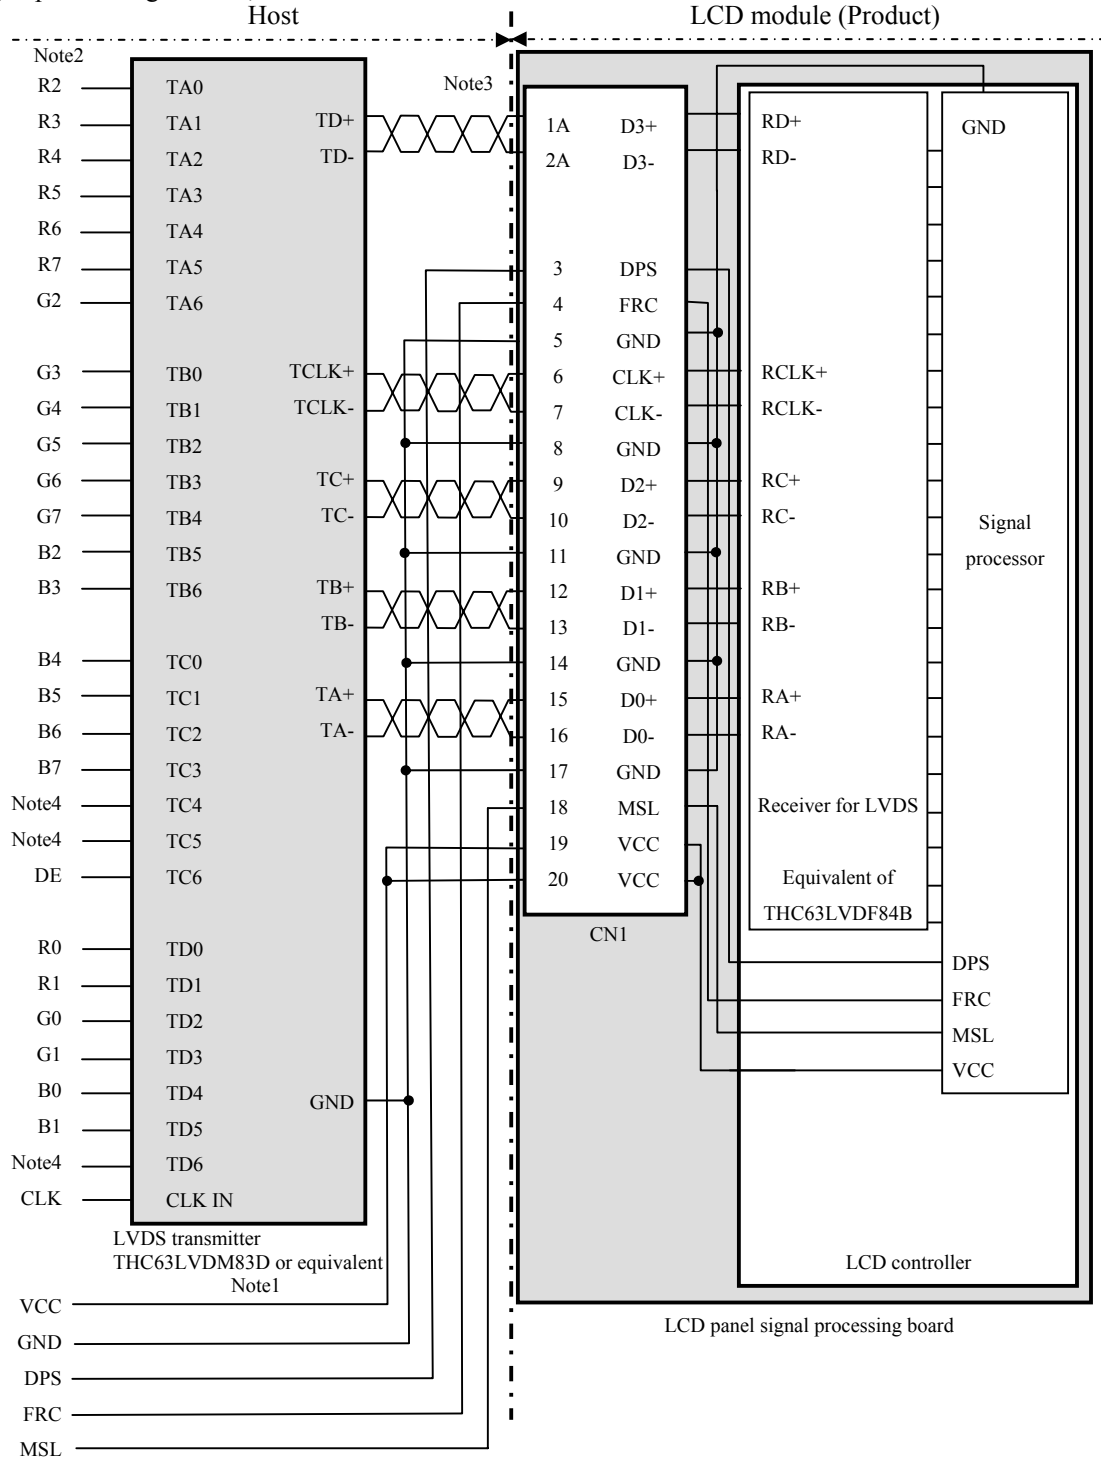 Host
LCD module (Product)
Note2
Note3
R2 TA0
R3 TA1
R4 TA2
R5 TA3
R6 TA4
R7 TA5
G2 TA6
G3 TB0
G4 TB1
G5 TB2
G6 TB3
G7 TB4
B2 TB5
B3 TB6
B4 TC0
B5 TC1
B6 TC2
B7 TC3
Note4 TC4
Note4 TC5
DE TC6
R0 TD0
R1 TD1
G0 TD2
G1 TD3
B0 TD4
B1 TD5
Note4 TD6
CLK CLK IN
TD+
TD-
TCLK+
TCLK-
TC+
TC-
TB+
TB-
TA+
TA-
GND
LVDS transmitter
THC63LVDM83D or equivalent
Note1
VCC
GND
DPS
FRC
MSL
1A D3+
2A D3-
3 DPS
4 FRC
5 GND
6 CLK+
7 CLK-
8 GND
9 D2+
10 D2-
11 GND
12 D1+
13 D1-
14 GND
15 D0+
16 D0-
17 GND
18 MSL
19 VCC
20 VCC
CN1
RD+
RD-
RCLK+
RCLK-
RC+
RC-
RB+
RB-
RA+
RA-
Receiver for LVDS
Equivalent of
THC63LVDF84B
GND
Signal
processor
DPS
FRC
MSL
VCC
LCD controller
LCD panel signal processing board